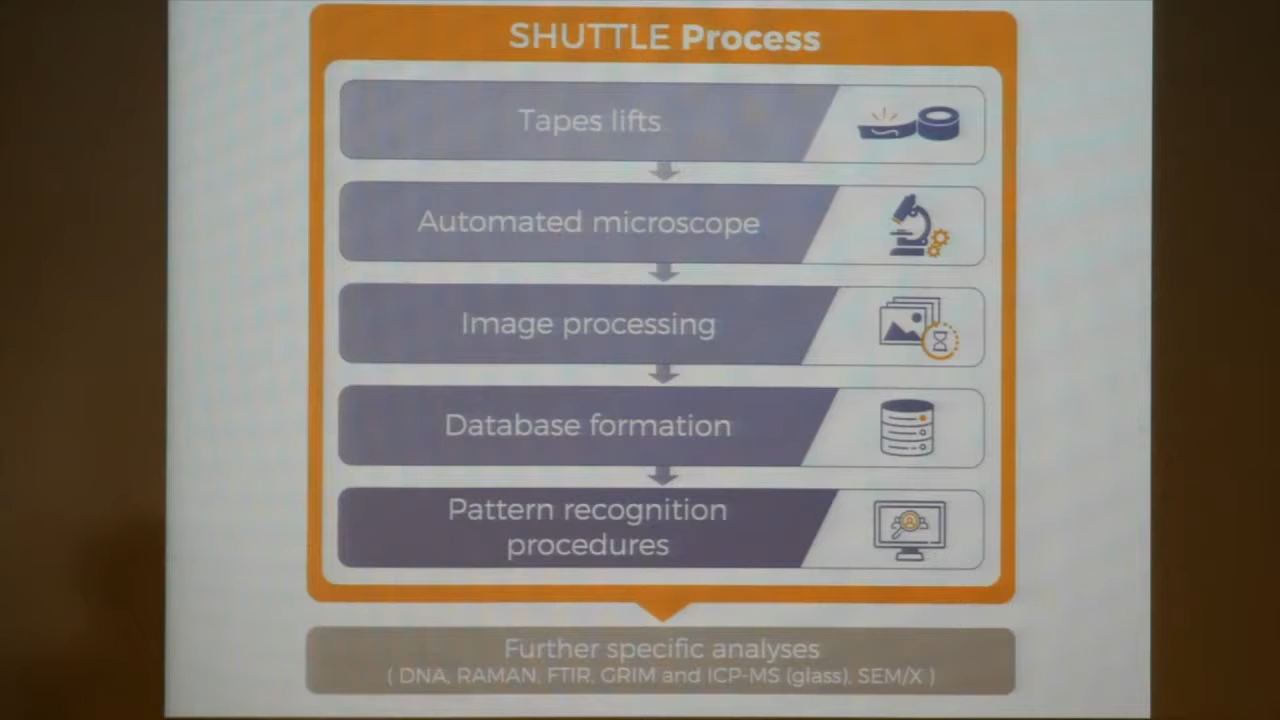 SHUTTLE Process
Tapes lifts
Automated microscope
Image processing
Database formation
Pattern recognition
procedures
Further specific analyses
( DNA, RAMAN, FTIR, GRIM and ICP-MS (glass), SEM/X )